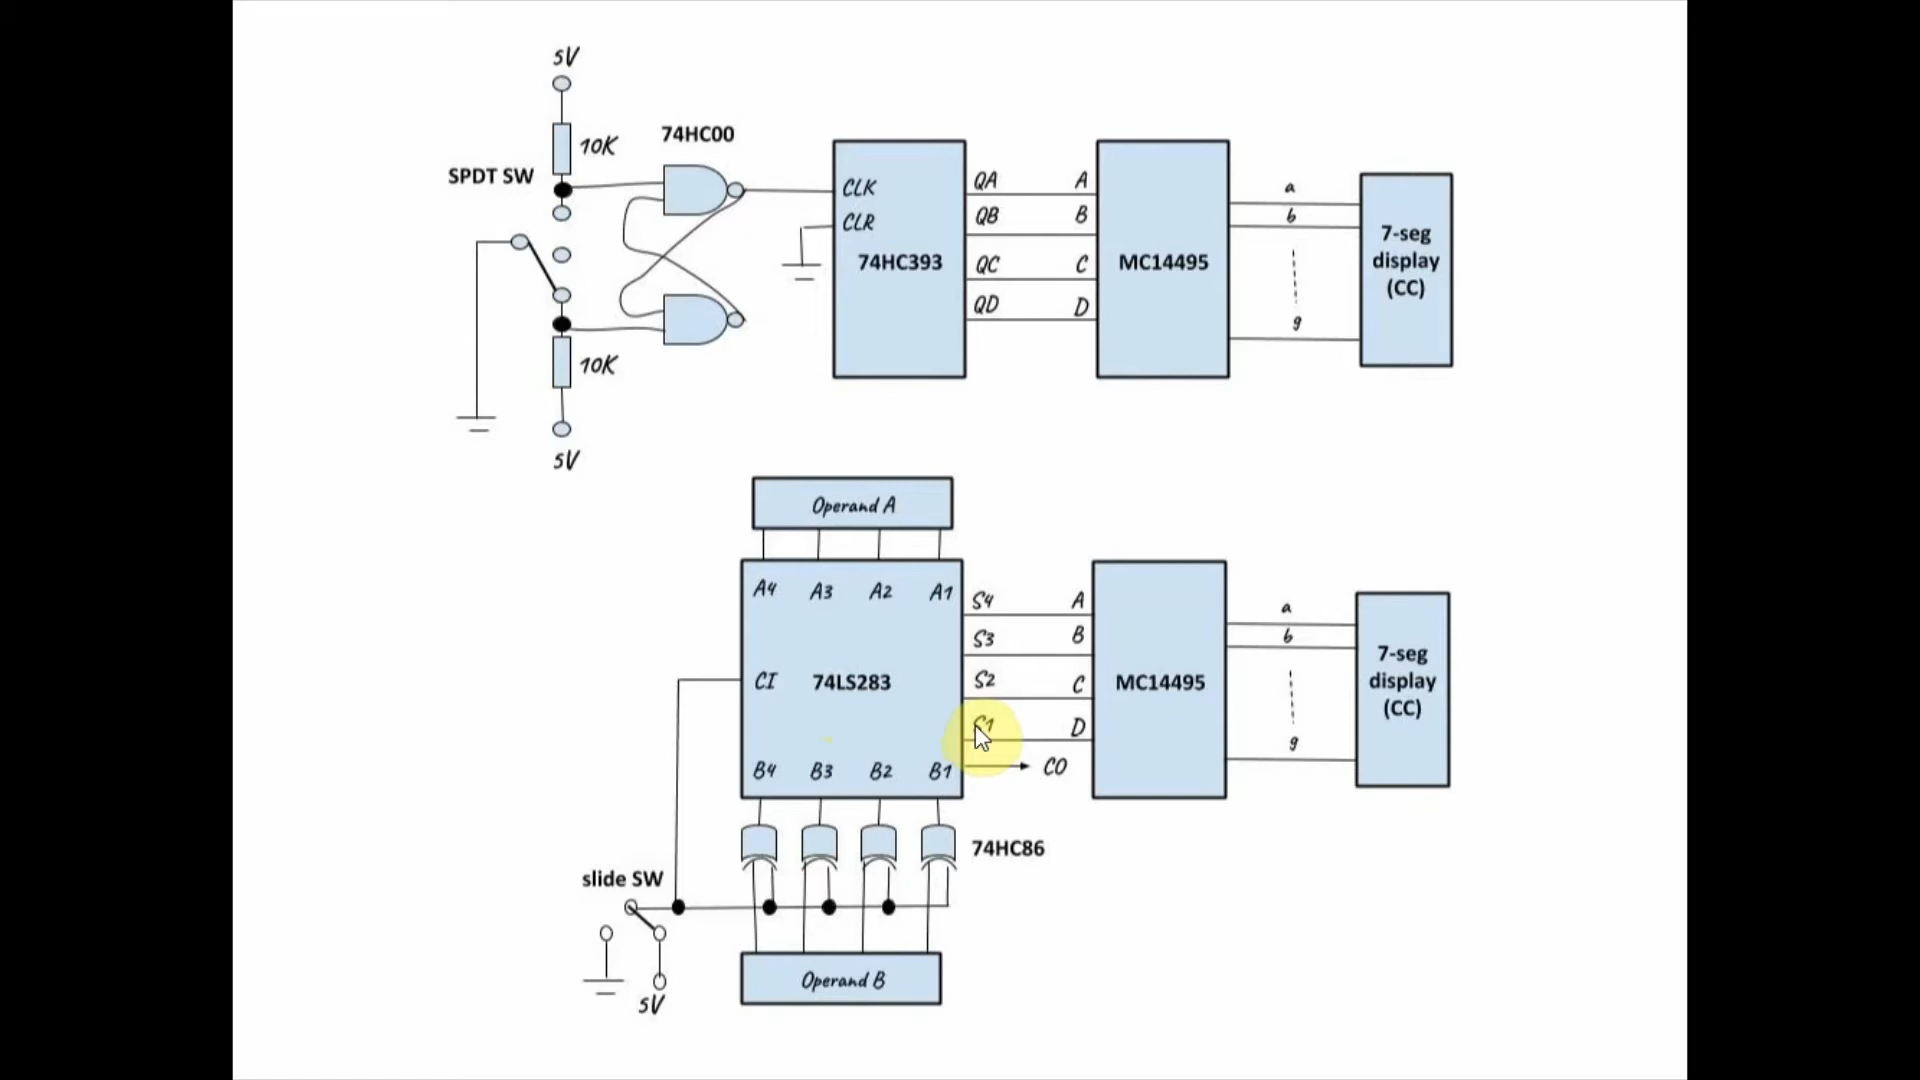 5V
10K
SPDT SW
74HC00
CLK
CLR
74HC393
QA
QB
QC
QD
A
B
C
D
MC14495
a
b
g
7-seg
display
(CC)
10K
5V
Operand A
A4 A3 A2 A1
CI 74LS283
B4 B3 B2 B1
S4
S3
S2
S1
CO
A
B
C
D
MC14495
a
b
g
7-seg
display
(CC)
74HC86
slide SW
5V
Operand B